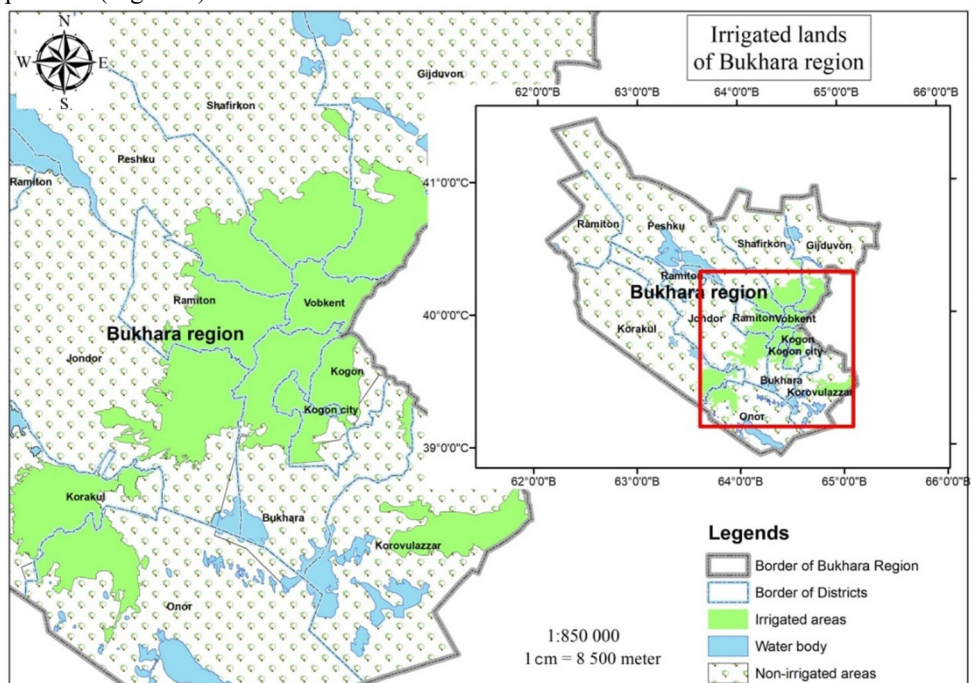 Irrigated lands
of Bukhara region
N
W
E
S
Gijduvon
Shafirkon
Peshku
Ramiton
Ramiton
Vobkent
Bukhara region
Jondor
Kogon
Kogon city
Korakul
Bukhara
Korovulazzar
Олот
62°0'0"В
63°0'0"В
64°0'0"В
65°0'0"В
66°0'0"В
41°0'0"С
40°0'0"С
39°0'0"С
Ramiton
Peshku
Shafirkon
Gijduvon
Ramiton
Bukhara region
Korakul
Jondor
Ramiton
Vobkent
Kogon
Kogon city
Bukhara
Korovulazzar
Олот
62°0'0"В
63°0'0"В
64°0'0"В
65°0'0"В
66°0'0"В
1:850 000
1 cm = 8 500 meter
Legends
Border of Bukhara Region
Border of Districts
Irrigated areas
Water body
Non-irrigated areas